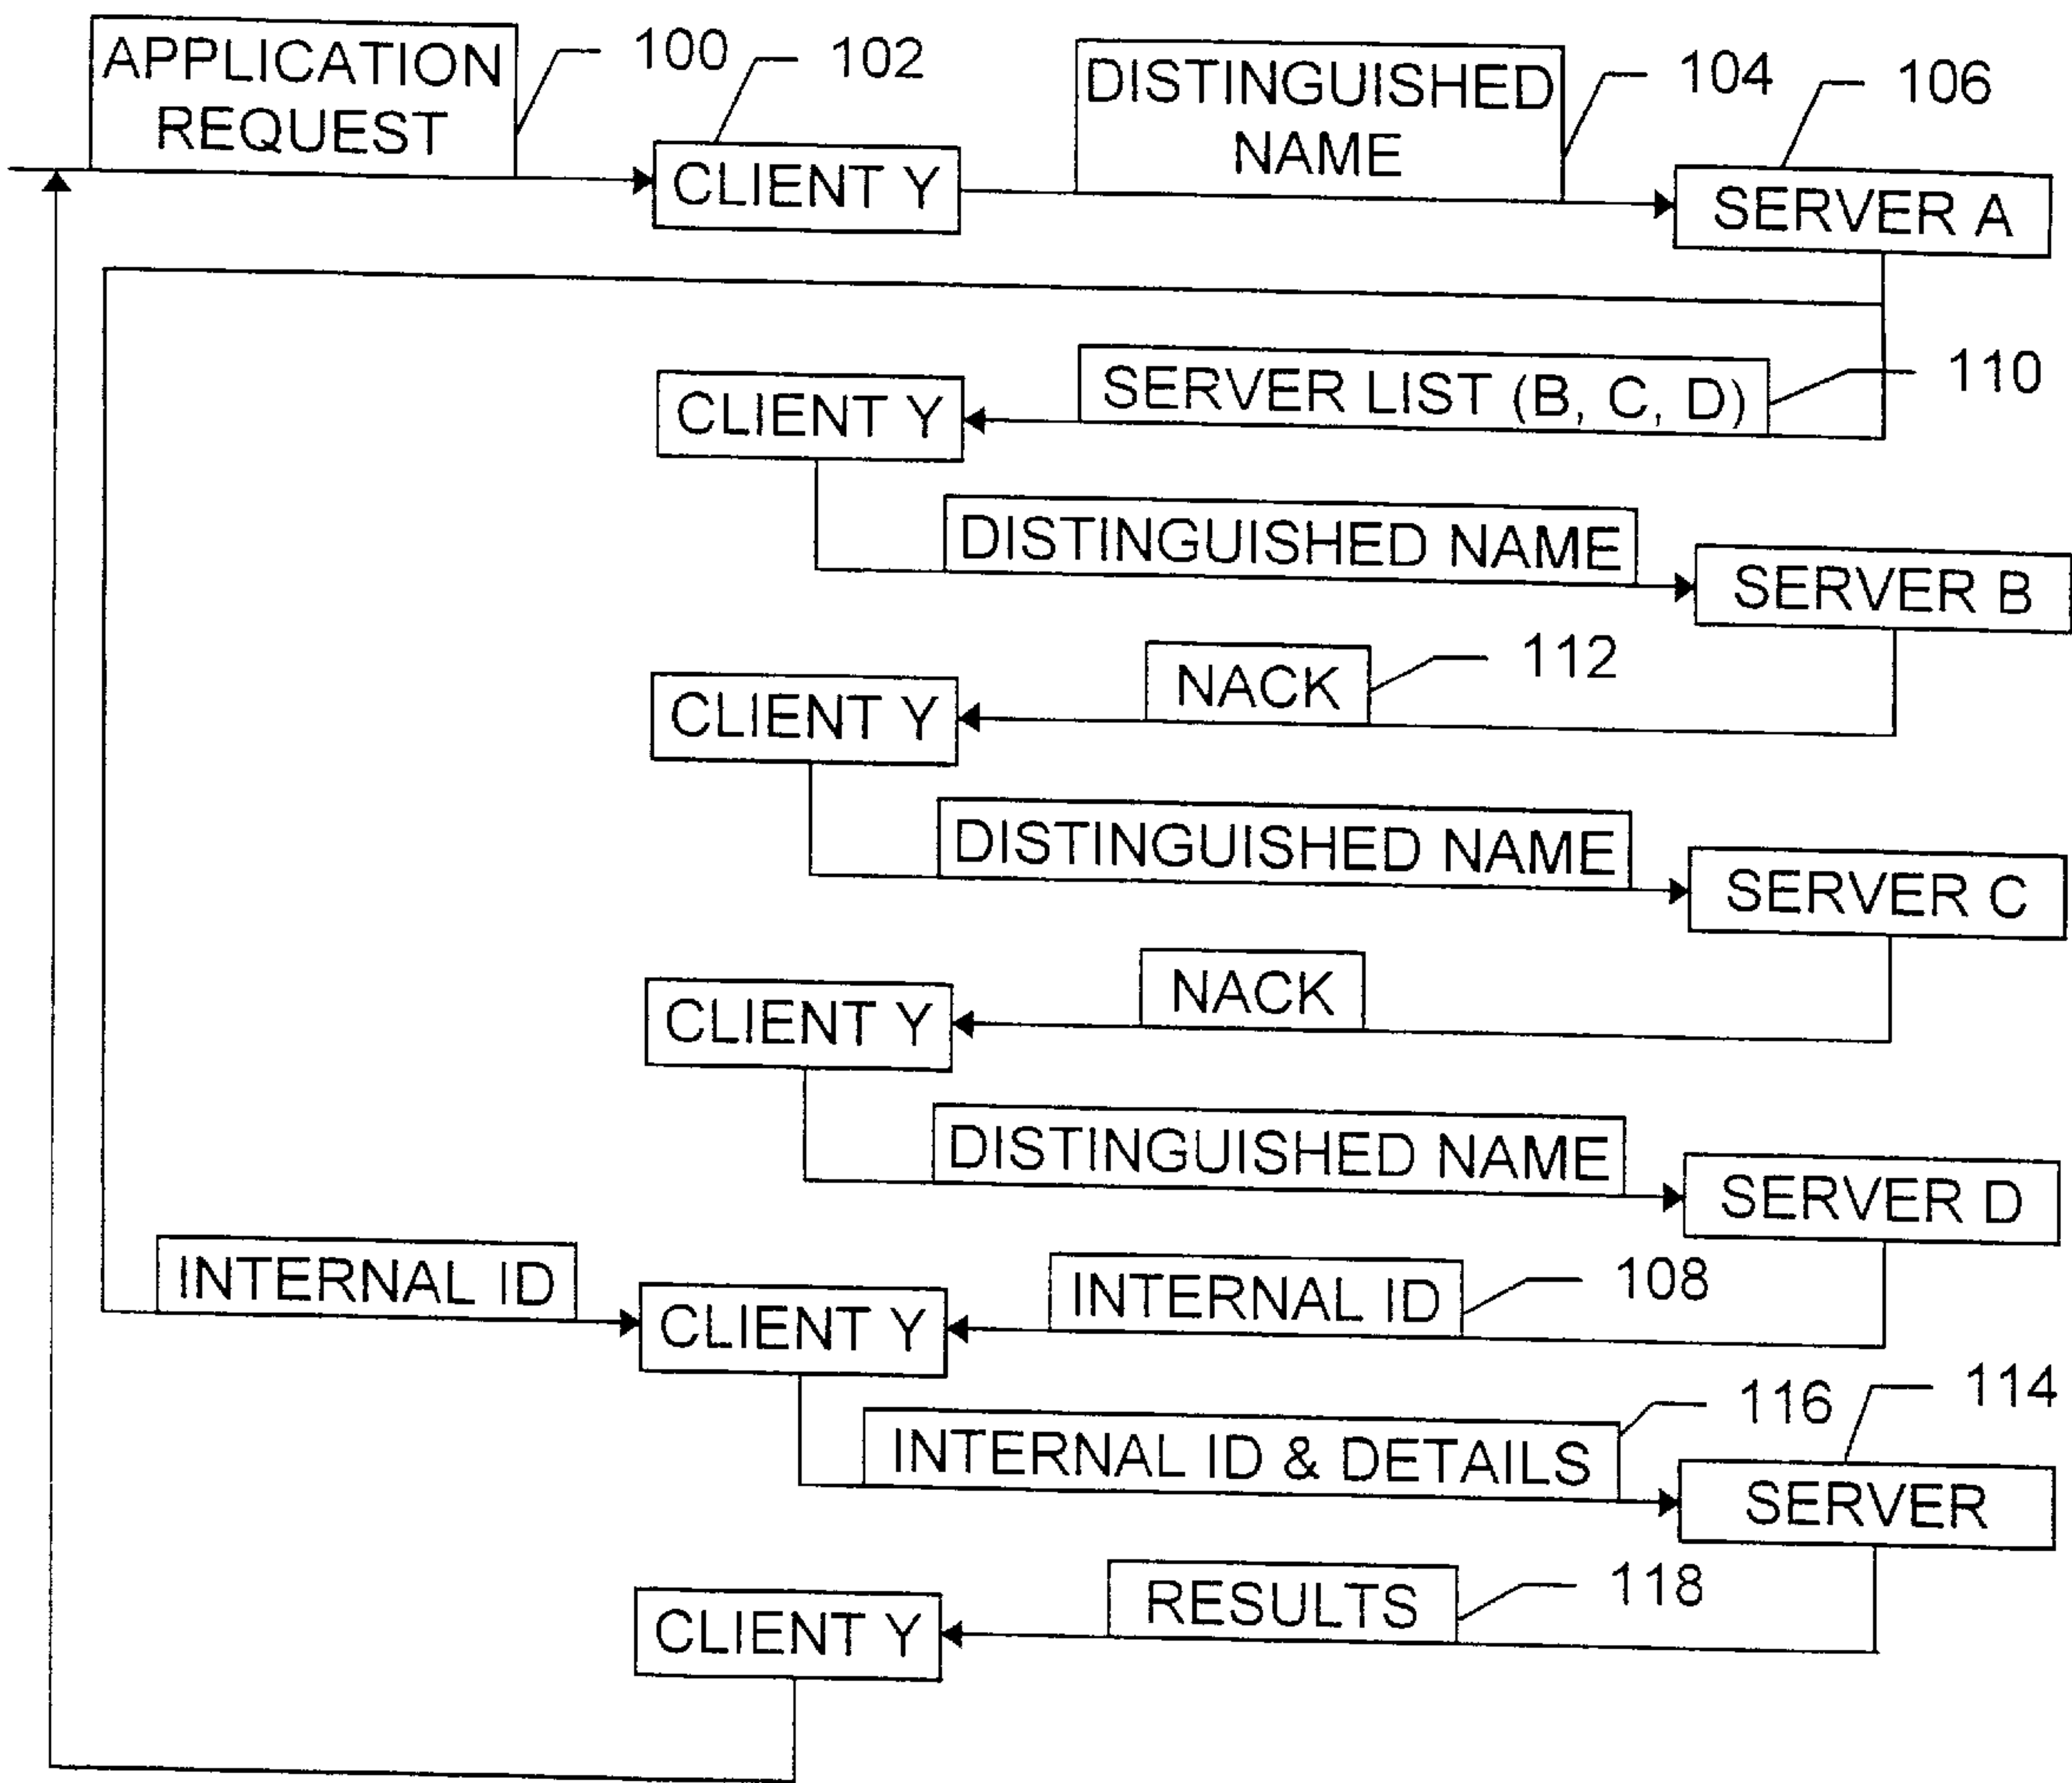 APPLICATION
REQUEST
100
102
DISTINGUISHED
NAME
104
106
CLIENT Y
SERVER A
SERVER LIST (B, C, D)
110
CLIENT Y
DISTINGUISHED NAME
SERVER B
NACK
112
CLIENT Y
DISTINGUISHED NAME
SERVER C
NACK
CLIENT Y
DISTINGUISHED NAME
SERVER D
INTERNAL ID
CLIENT Y
INTERNAL ID
108
INTERNAL ID & DETAILS
116
114
SERVER
RESULTS
118
CLIENT Y